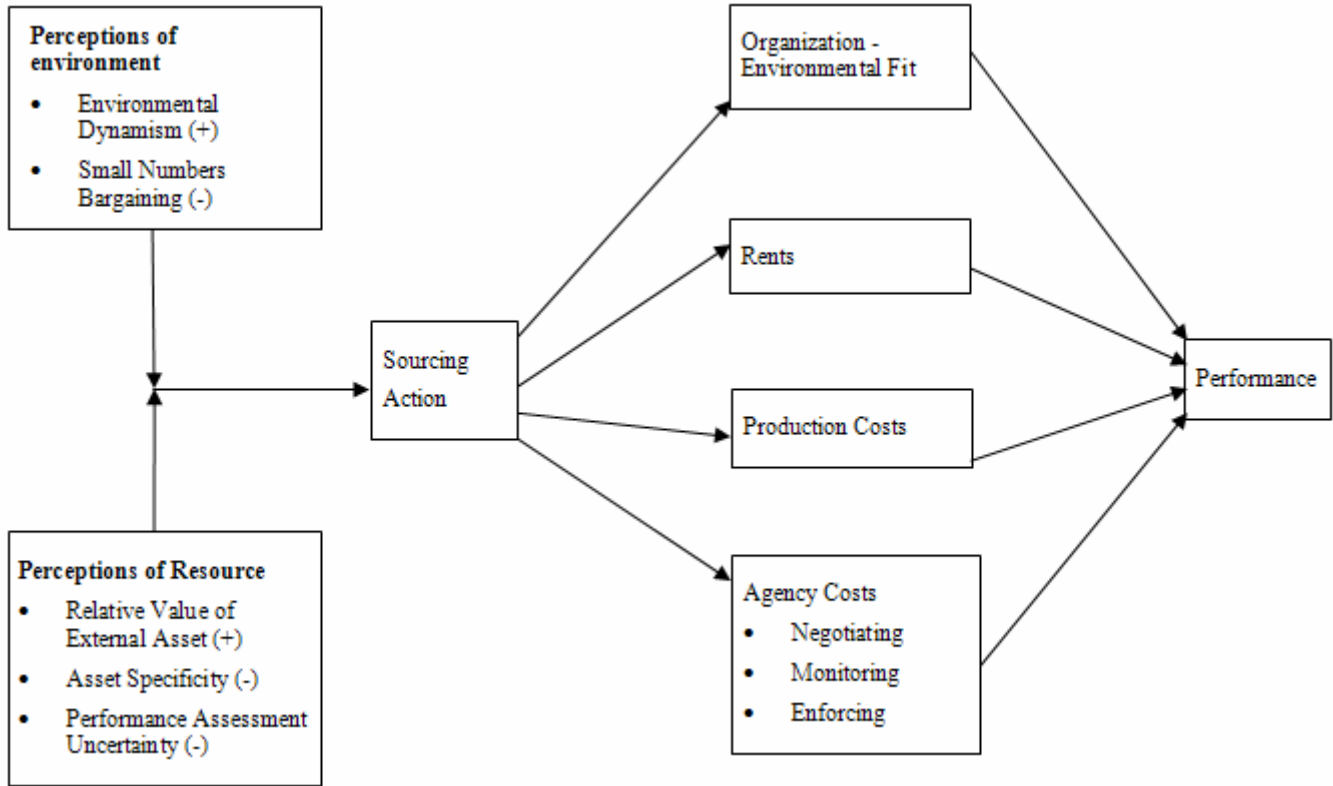 Perceptions of
environment
• Environmental
Dynamism (+)
• Small Numbers
Bargaining (-)
Perceptions of Resource
• Relative Value of
External Asset (+)
• Asset Specificity (-)
• Performance Assessment
Uncertainty (-)
Sourcing
Action
Organization -
Environmental Fit
Rents
Production Costs
Agency Costs
• Negotiating
• Monitoring
• Enforcing
Performance